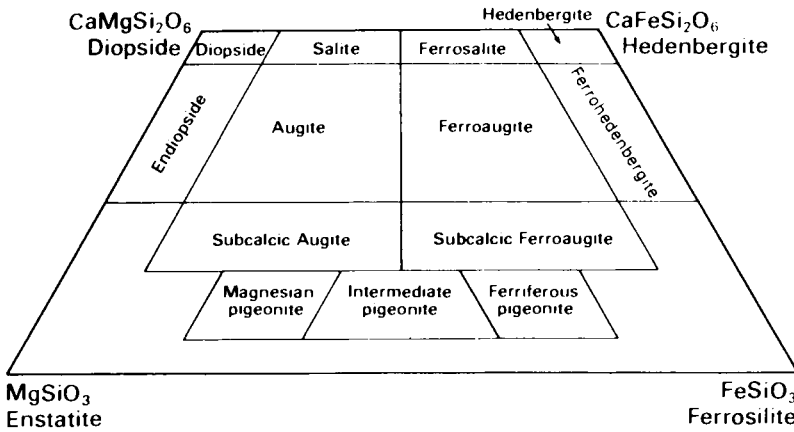 CaMgSi₂O₆
Diopside
Hedenbergite
CaFeSi₂O₆
Hedenbergite
Diopside
Salite
Ferrosalite
Endiopside
Augite
Ferroaugite
Ferrohedenbergite
Subcalcic Augite
Subcalcic Ferroaugite
Magnesian
pigeonite
Intermediate
pigeonite
Ferriferous
pigeonite
MgSiO₃
Enstatite
FeSiO₃
Ferrosilite